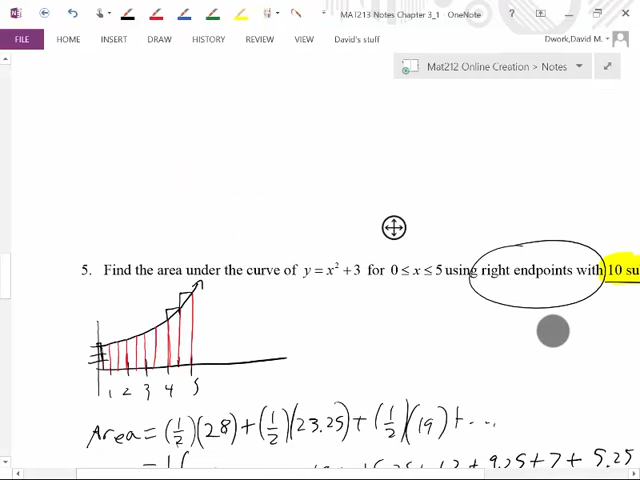 MAT213 Notes Chapter 3_1 - OneNote
FILE HOME INSERT DRAW HISTORY REVIEW VIEW David's stuff Dwork,David M.
Mat212 Online Creation > Notes
5. Find the area under the curve of y = x² + 3 for 0 ≤ x ≤ 5 using right endpoints with 10 su
1 2 3 4 5
Area = (1/2)(28) + (1/2)(23.25) + (1/2)(19) + ...
9.25 + 7 + 5.25